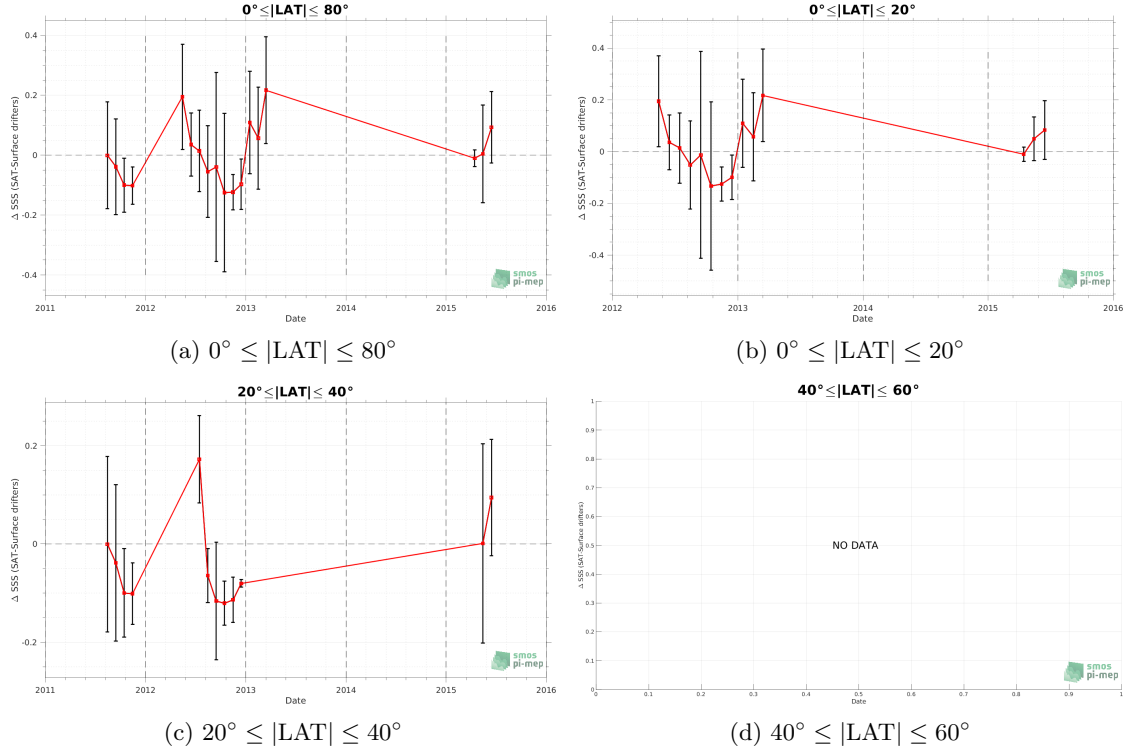 0°≤|LAT|≤ 80°
Δ SSS (SAT-Surface drifters)
0.4
0.2
0
-0.2
-0.4
2011 2012 2013 2014 2015 2016
Date
smos
pi-mep
(a) 0° ≤ |LAT| ≤ 80°
0°≤|LAT|≤ 20°
Δ SSS (SAT-Surface drifters)
0.4
0.2
0
-0.2
-0.4
2012 2013 2014 2015 2016
Date
smos
pi-mep
(b) 0° ≤ |LAT| ≤ 20°
20°≤|LAT|≤ 40°
Δ SSS (SAT-Surface drifters)
0.2
0
-0.2
2011 2012 2013 2014 2015 2016
Date
smos
pi-mep
(c) 20° ≤ |LAT| ≤ 40°
40°≤|LAT|≤ 60°
Δ SSS (SAT-Surface drifters)
1
0.9
0.8
0.7
0.6
0.5
0.4
0.3
0.2
0.1
0
NO DATA
0 0.1 0.2 0.3 0.4 0.5 0.6 0.7 0.8 0.9 1
Date
smos
pi-mep
(d) 40° ≤ |LAT| ≤ 60°